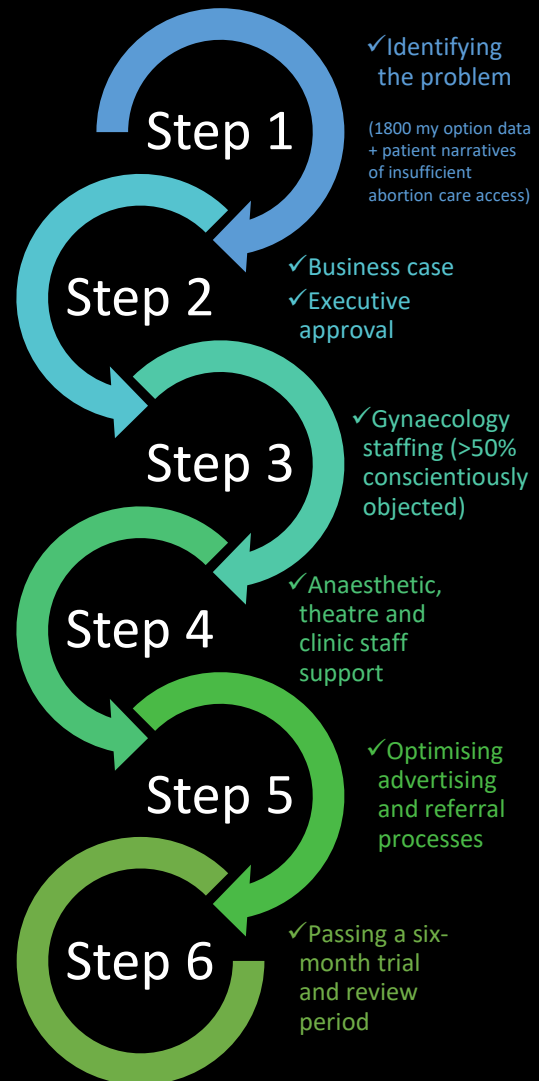 Step 1
✓Identifying
the problem
(1800 my option data
+ patient narratives
of insufficient
abortion care access)
Step 2
✓Business case
✓Executive
approval
Step 3
✓Gynaecology
staffing (>50%
conscientiously
objected)
Step 4
✓Anaesthetic,
theatre and
clinic staff
support
Step 5
✓Optimising
advertising
and referral
processes
Step 6
✓Passing a six-
month trial
and review
period